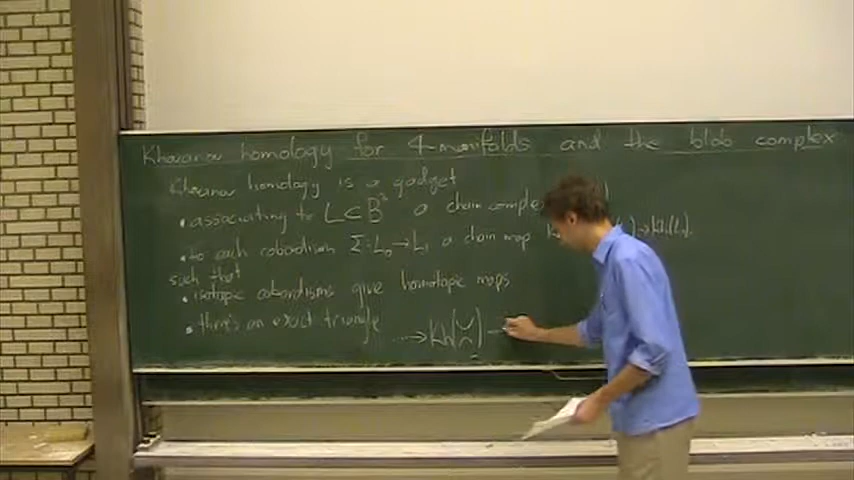 Khovanov homology for 4-manifolds and the blob complex
Khovanov homology is a gadget
• associating to L ⊂ B³ a chain complex
• to each cobordism Σ: L₀ → L₁ a chain map
such that
• isotopic cobordisms give homotopic maps
• there's an exact triangle
... → Kh( ) →